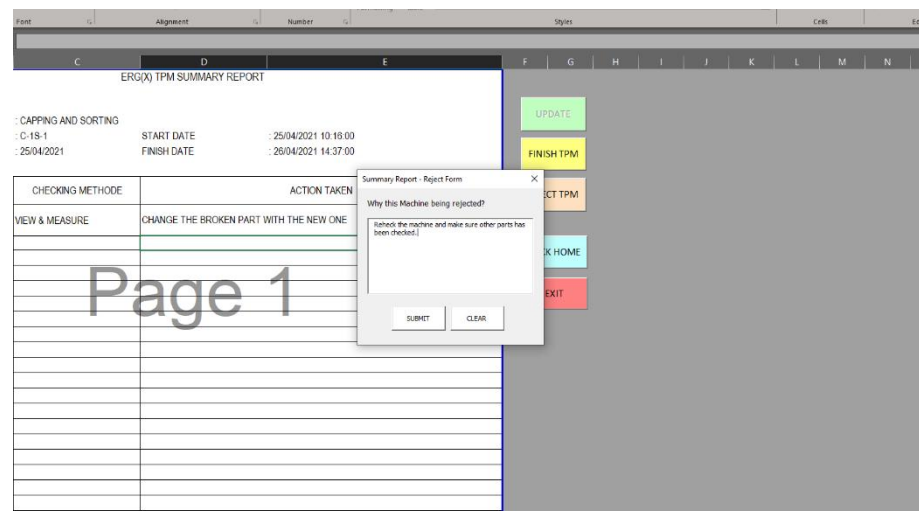 Font Alignment Number Styles Cells Ed
C D E F G H I J K L M N
ERG(X) TPM SUMMARY REPORT
: CAPPING AND SORTING
: C-1S-1 START DATE : 25/04/2021 10:16:00
: 25/04/2021 FINISH DATE : 26/04/2021 14:37:00
UPDATE
FINISH TPM
ECT TPM
K HOME
EXIT
CHECKING METHODE ACTION TAKEN
VIEW & MEASURE CHANGE THE BROKEN PART WITH THE NEW ONE
Page 1
Summary Report - Reject Form
Why this Machine being rejected?
Reheck the machine and make sure other parts has
been checked.
SUBMIT CLEAR